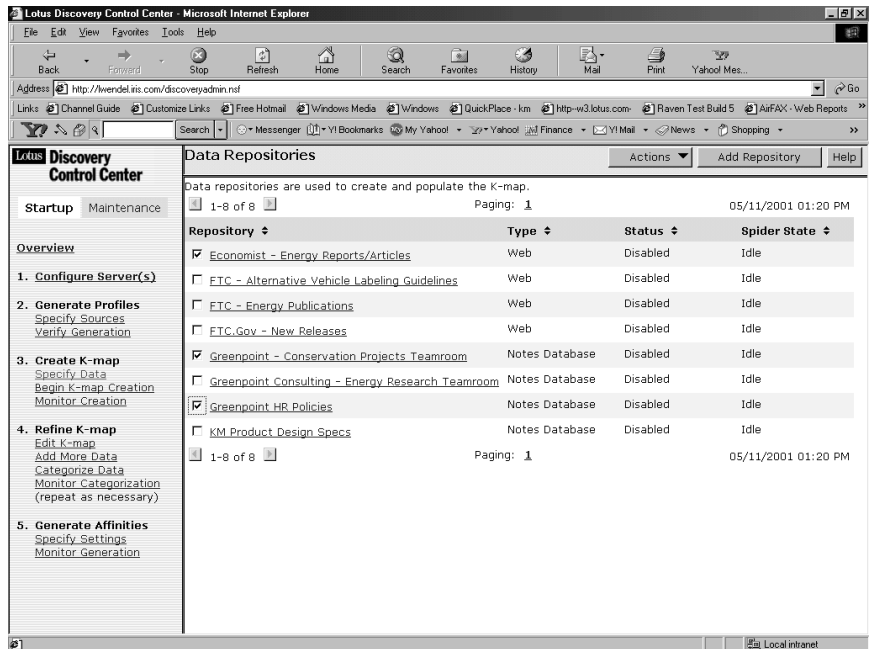 Lotus Discovery Control Center - Microsoft Internet Explorer
File Edit View Favorites Tools Help
Back Forward Stop Refresh Home Search Favorites History Mail Print Yahoo! Mes...
Address http://lwendel.iris.com/discoveryadmin.nsf Go
Links Channel Guide Customize Links Free Hotmail Windows Media Windows QuickPlace - km http--w3.lotus.com- Raven Test Build 5 AirFAX - Web Reports »
Y7 Search Messenger Y! Bookmarks My Yahoo! Yahoo! Finance Y! Mail News Shopping »
Lotus Discovery Control Center
Startup Maintenance
Overview
1. Configure Server(s)
2. Generate Profiles
Specify Sources
Verify Generation
3. Create K-map
Specify Data
Begin K-map Creation
Monitor Creation
4. Refine K-map
Edit K-map
Add More Data
Categorize Data
Monitor Categorization
(repeat as necessary)
5. Generate Affinities
Specify Settings
Monitor Generation
Data Repositories Actions Add Repository Help
Data repositories are used to create and populate the K-map.
1-8 of 8 Paging: 1 05/11/2001 01:20 PM
Repository Type Status Spider State
Economist - Energy Reports/Articles Web Disabled Idle
FTC - Alternative Vehicle Labeling Guidelines Web Disabled Idle
FTC - Energy Publications Web Disabled Idle
FTC.Gov - New Releases Web Disabled Idle
Greenpoint - Conservation Projects Teamroom Notes Database Disabled Idle
Greenpoint Consulting - Energy Research Teamroom Notes Database Disabled Idle
Greenpoint HR Policies Notes Database Disabled Idle
KM Product Design Specs Notes Database Disabled Idle
1-8 of 8 Paging: 1 05/11/2001 01:20 PM
Local intranet